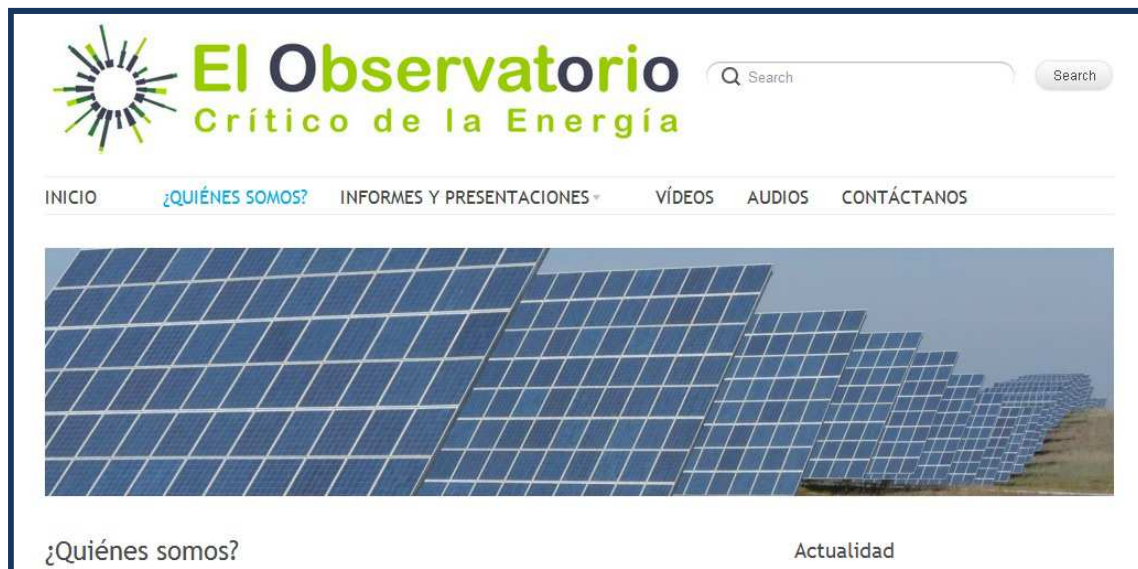 El Observatorio
Crítico de la Energía
Search
Search
INICIO ¿QUIÉNES SOMOS? INFORMES Y PRESENTACIONES VÍDEOS AUDIOS CONTÁCTANOS
¿Quiénes somos?
Actualidad